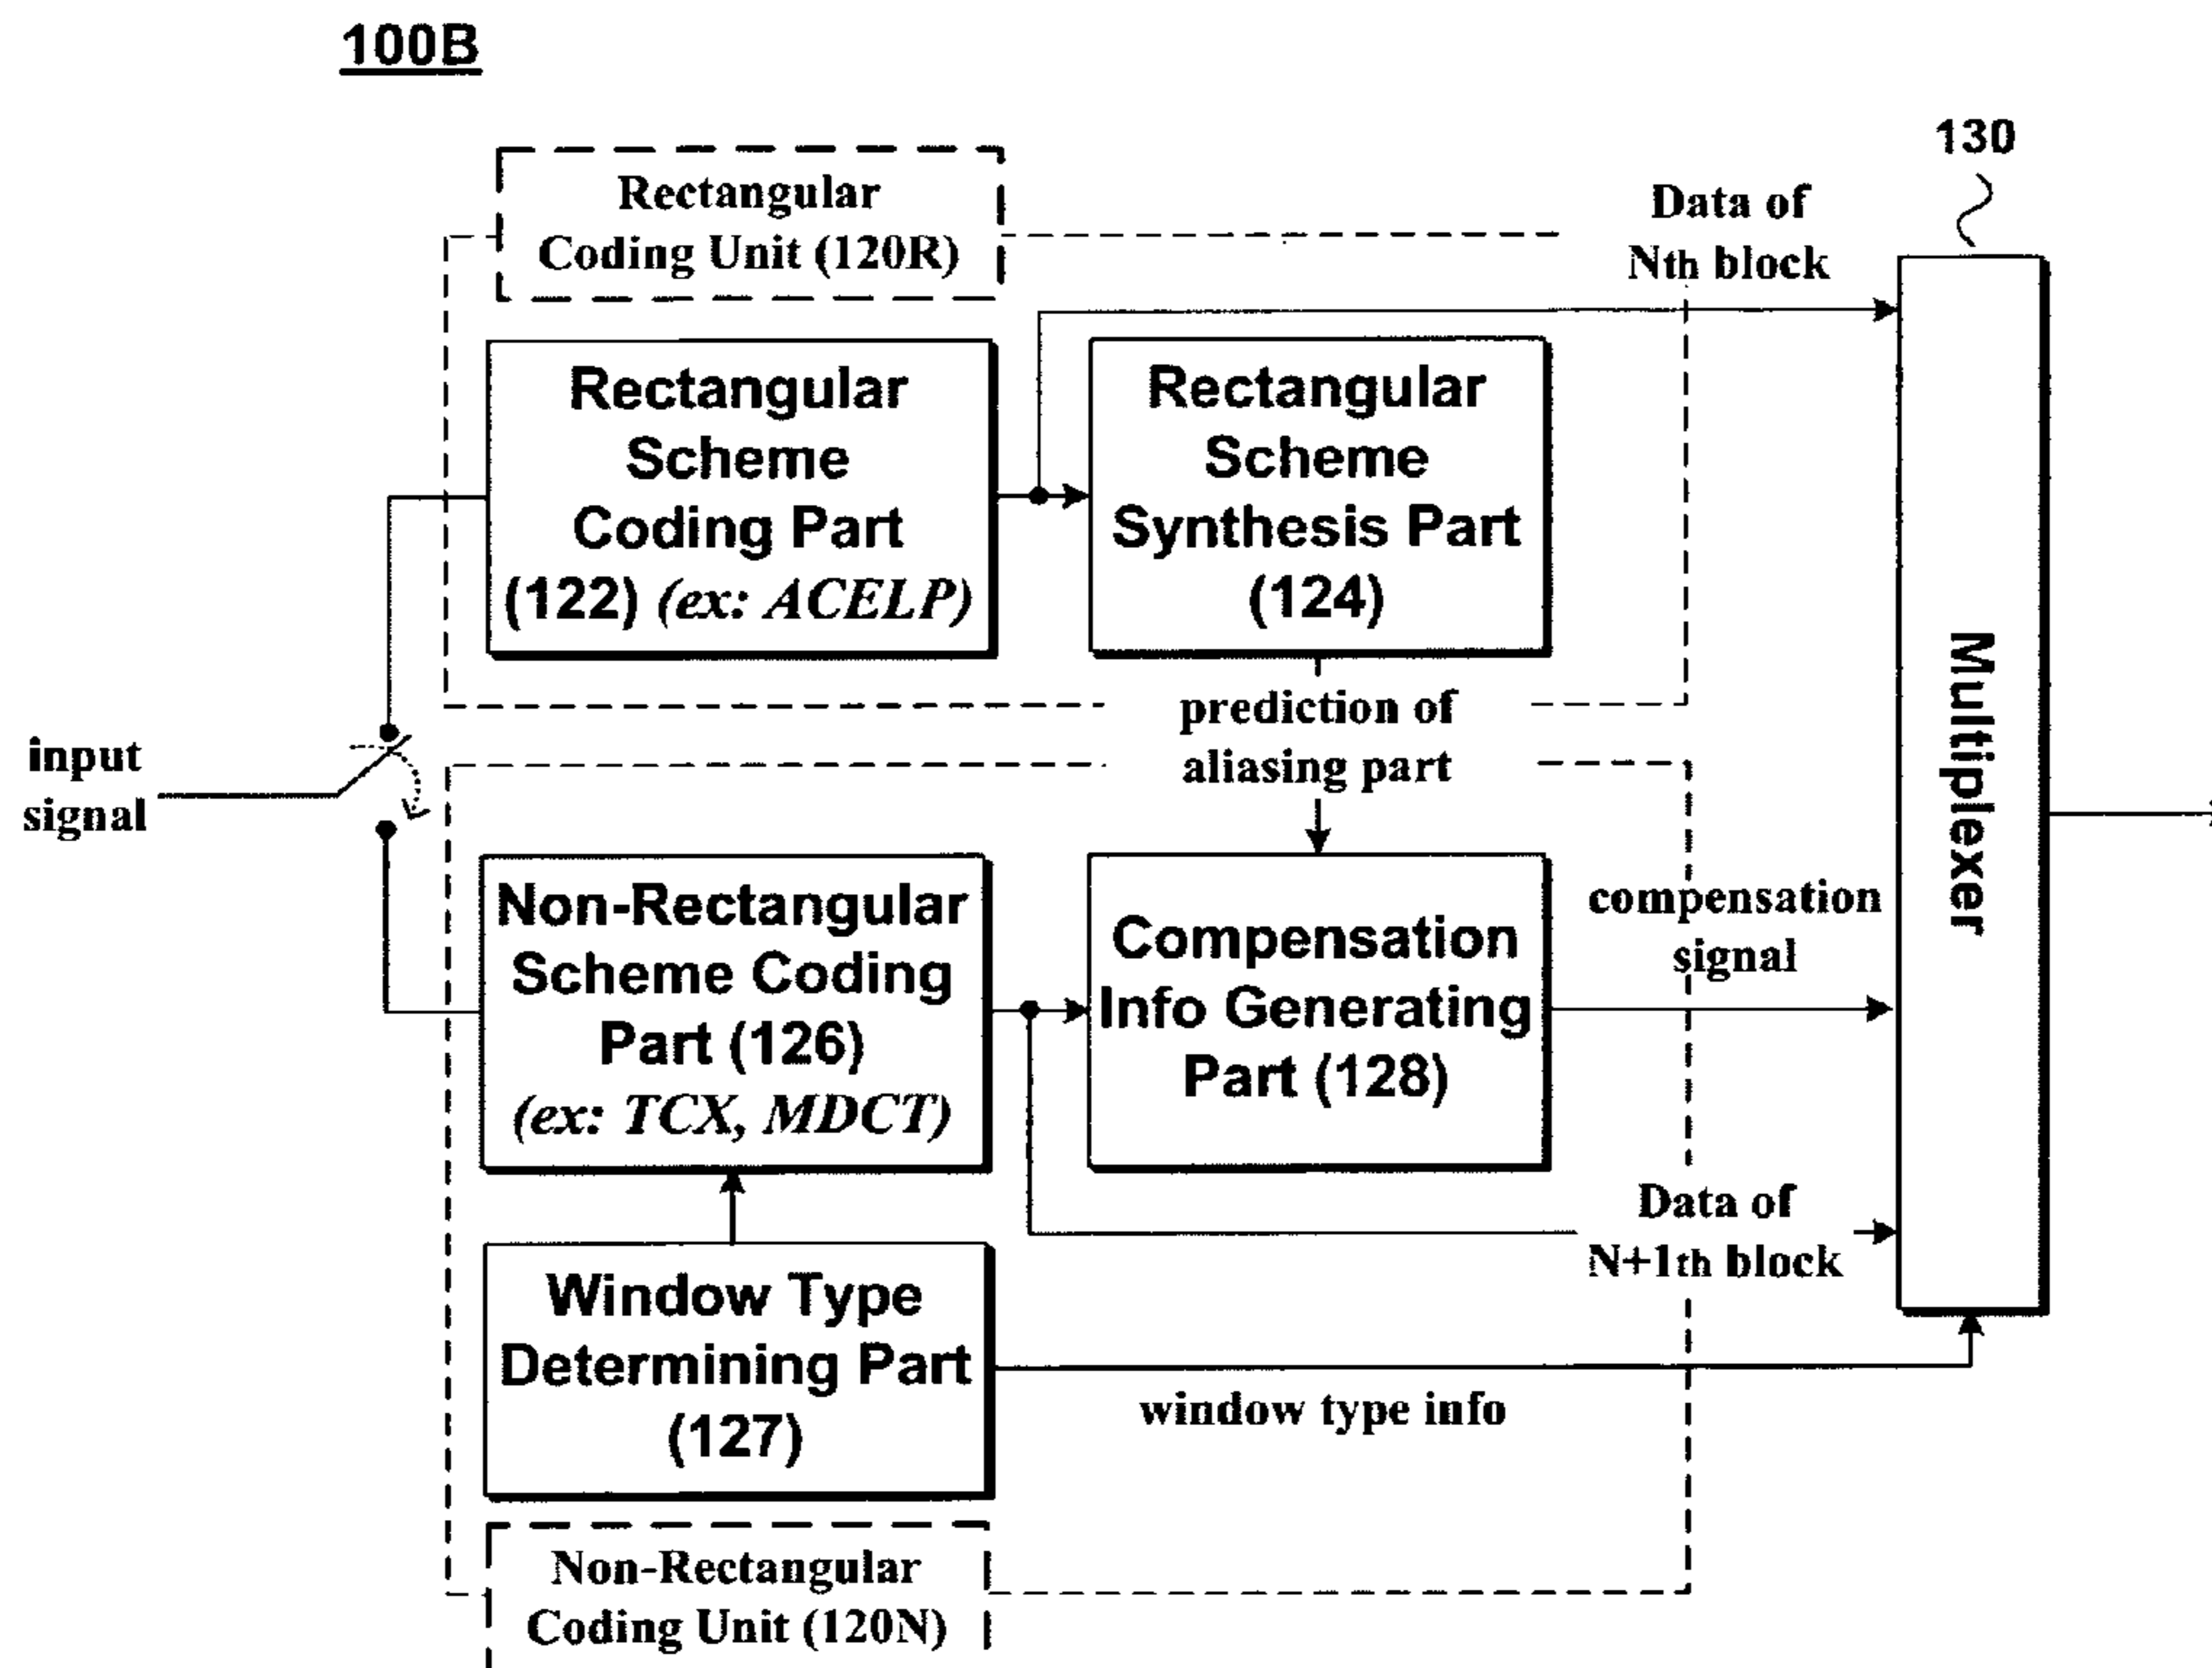 100B
130
Rectangular
Coding Unit (120R)
Data of
Nth block
Rectangular
Scheme
Coding Part
(122) (ex: ACELP)
Rectangular
Scheme
Synthesis Part
(124)
Multiplexer
prediction of
aliasing part
input
signal
Non-Rectangular
Scheme Coding
Part (126)
(ex: TCX, MDCT)
Compensation
Info Generating
Part (128)
compensation
signal
Data of
N+1th block
Window Type
Determining Part
(127)
window type info
Non-Rectangular
Coding Unit (120N)